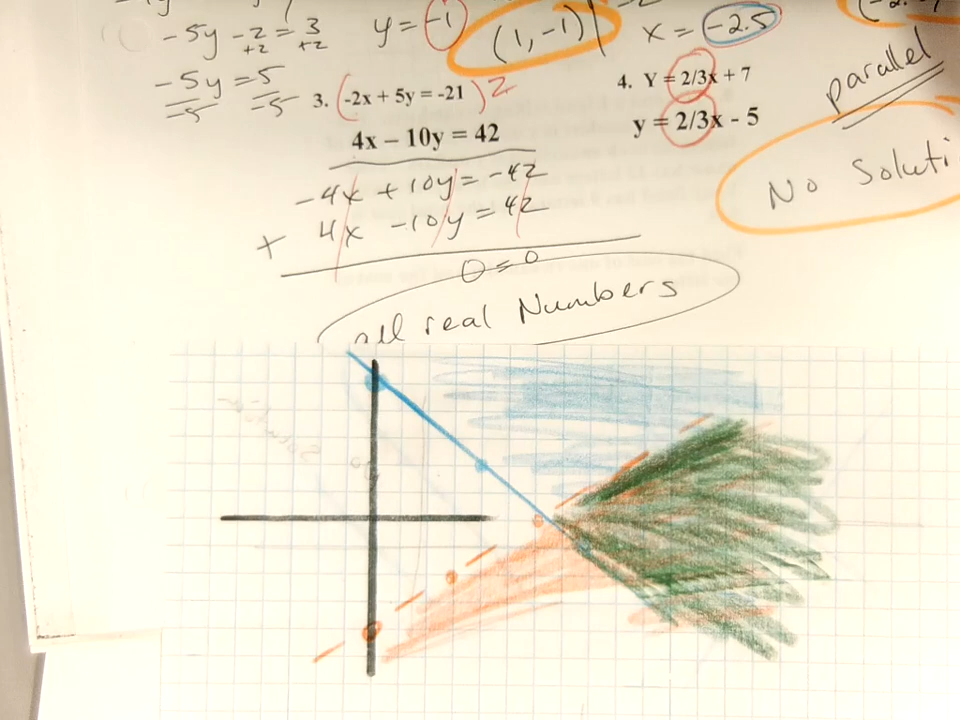 -5y -2 = 3
+2 +2
y = -1
(1, -1)
x = -2.5
-5y = 5
-5 -5
3. (-2x + 5y = -21)2
4x – 10y = 42
-4x + 10y = -42
+ 4x -10y = 42
0 = 0
all real Numbers
4. Y = 2/3x + 7
y = 2/3x - 5
parallel
No Soluti